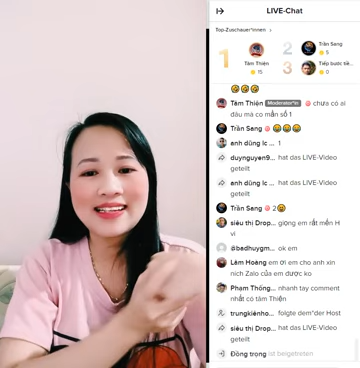 LIVE-Chat
Top-Zuschauer*innen >
1
Tâm Thiện
15
2
Trần Sang
5
3
Tiếp bước tiề...
0
Tâm Thiện Moderator*in chưa có ai
đâu mà co mần số 1
Trần Sang
anh dũng lc ... 1
duynguyen9... hat das LIVE-Video
geteilt
anh dũng lc ... hat das LIVE-Video
geteilt
Trần Sang 2
siêu thị Drop... giọng em rất mến H
vi
@badhuygm... ok em
Lâm Hoàng em ơi em cho anh xin
nich Zalo của em được ko
Phạm Thống... nhanh tay comment
nhất có tâm Thiện
trungkiênho... folgte dem*der Host
siêu thị Drop... hat das LIVE-Video
geteilt
Đông trong ist beigetreten